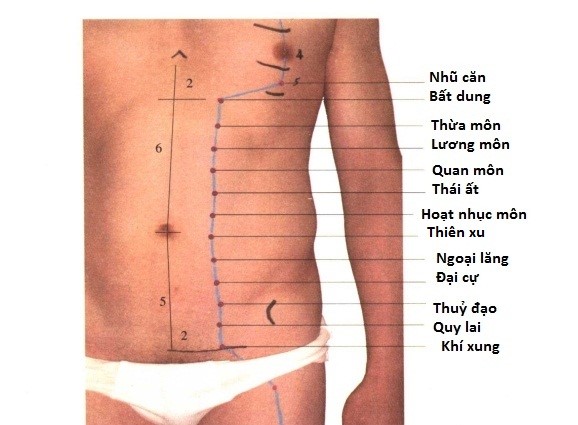 4
5
2
6
5
2
Nhũ căn
Bất dung
Thừa môn
Lương môn
Quan môn
Thái ất
Hoạt nhục môn
Thiên xu
Ngoại lăng
Đại cự
Thuỷ đạo
Quy lai
Khí xung